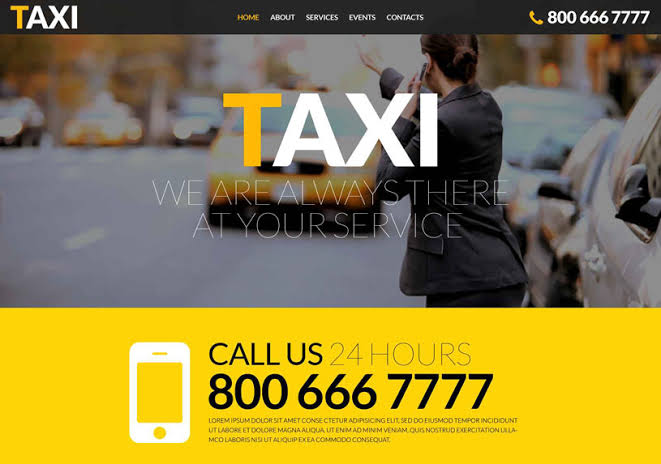 TAXI
HOME ABOUT SERVICES EVENTS CONTACTS
800 666 7777
TAXI
WE ARE ALWAYS THERE
AT YOUR SERVICE
CALL US 24 HOURS
800 666 7777
LOREM IPSUM DOLOR SIT AMET CONSECTETUR ADIPISICING ELIT, SED DO EIUSMOD TEMPOR INCIDIDUNT
UT LABORE ET DOLORE MAGNA ALIQUA. UT ENIM AD MINIM VENIAM, QUIS NOSTRUD EXERCITATION ULLA-
MCO LABORIS NISI UT ALIQUIP EX EA COMMODO CONSEQUAT.